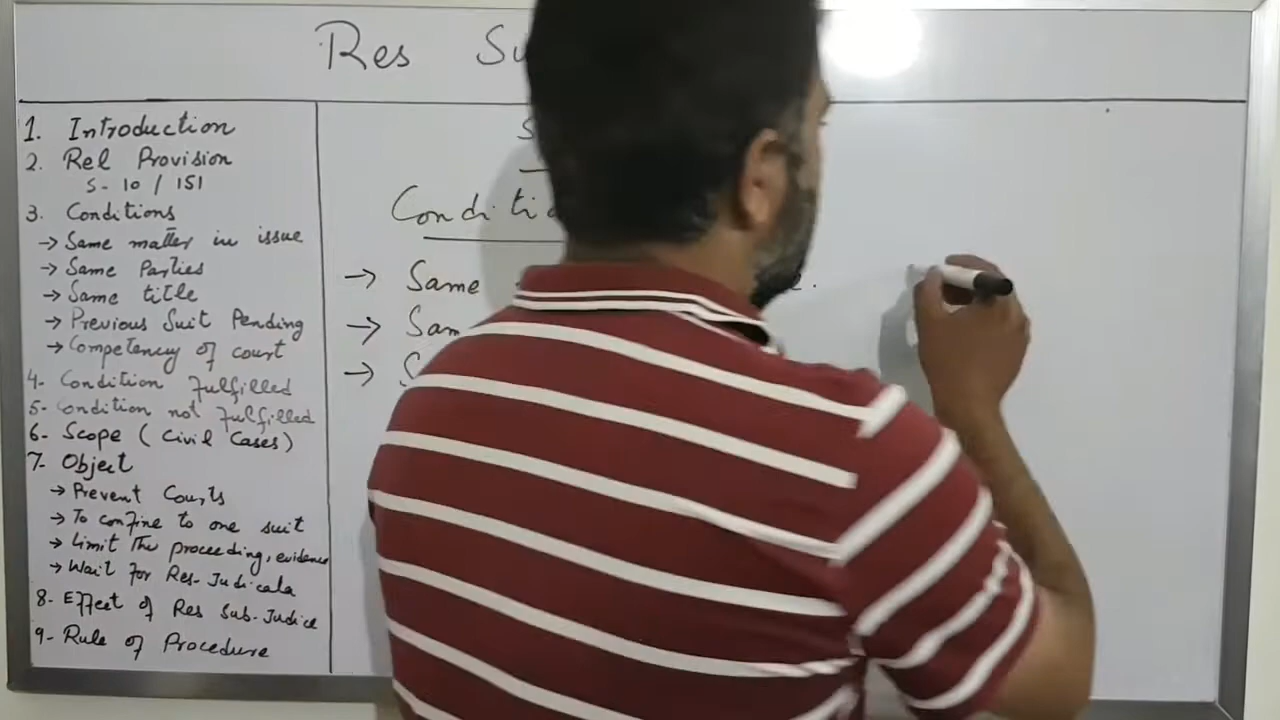 Res
1. Introduction
2. Rel Provision
S-10/151
3. Conditions
→ Same matter in issue
→ Same Parties
→ Same title
→ Previous Suit Pending
→ Competency of court
4- Condition fulfilled
5- Condition not fulfilled
6- Scope (Civil Cases)
7- Object
→ Prevent Courts
→ To confine to one suit
→ Limit The proceeding, evidence
→ Wait for Res-Judicata
8- Effect of Res Sub-Judice
9- Rule of Procedure
→ Same
→
→